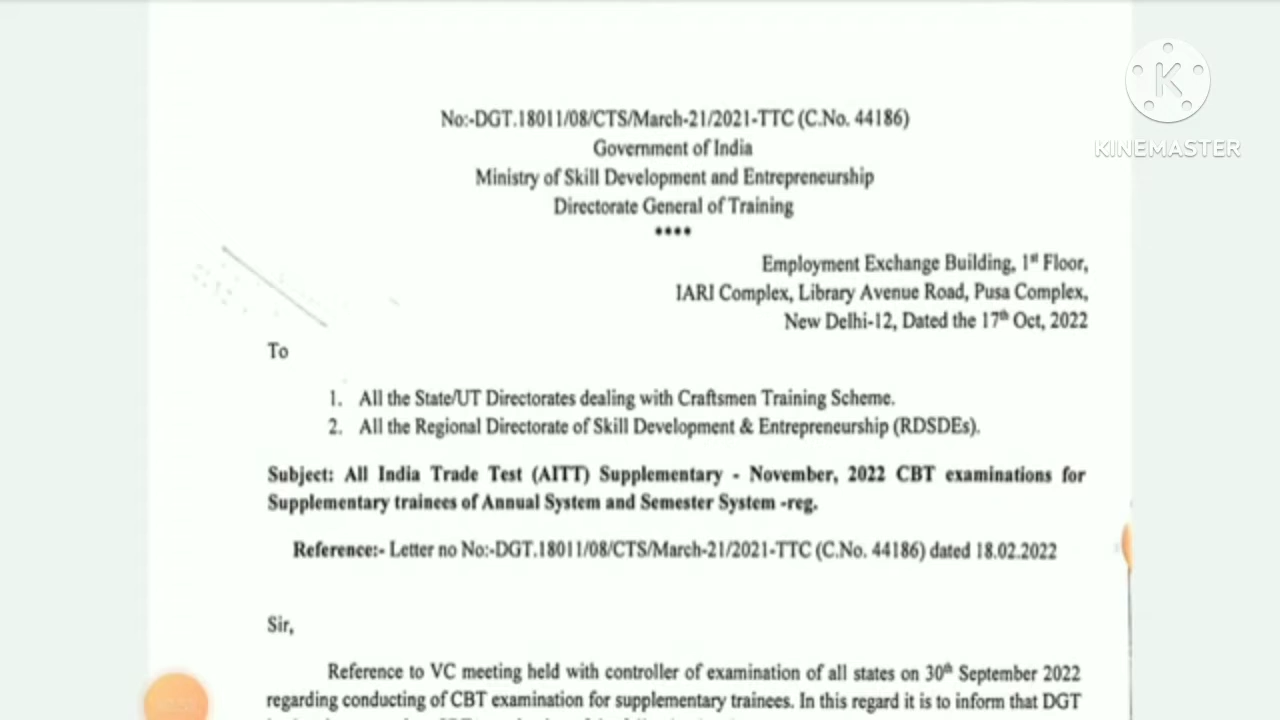 No:-DGT.18011/08/CTS/March-21/2021-TTC (C.No. 44186)
Government of India
Ministry of Skill Development and Entrepreneurship
Directorate General of Training
****
Employment Exchange Building, 1st Floor,
IARI Complex, Library Avenue Road, Pusa Complex,
New Delhi-12, Dated the 17th Oct, 2022
To
1. All the State/UT Directorates dealing with Craftsmen Training Scheme.
2. All the Regional Directorate of Skill Development & Entrepreneurship (RDSDEs).
Subject: All India Trade Test (AITT) Supplementary - November, 2022 CBT examinations for
Supplementary trainees of Annual System and Semester System -reg.
Reference:- Letter no No:-DGT.18011/08/CTS/March-21/2021-TTC (C.No. 44186) dated 18.02.2022
Sir,
Reference to VC meeting held with controller of examination of all states on 30th September 2022
regarding conducting of CBT examination for supplementary trainees. In this regard it is to inform that DGT
K
KINEMASTER